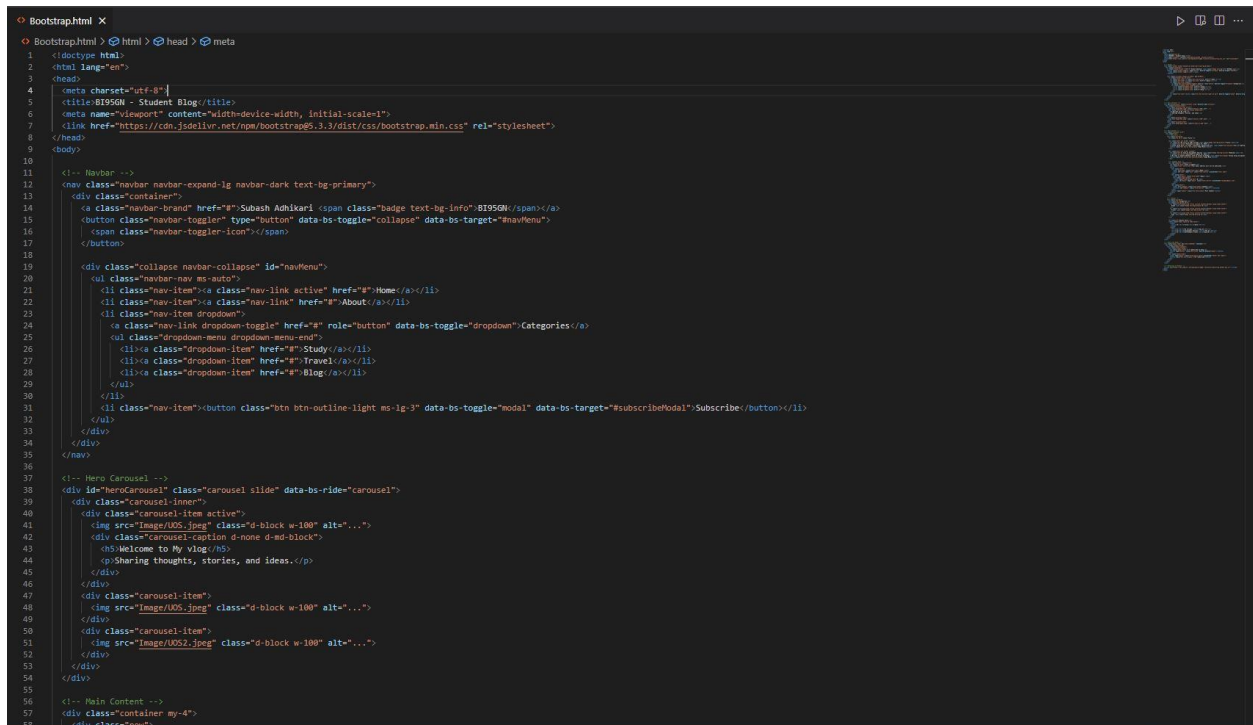 Bootstrap.html
Bootstrap.html > html > head > meta
1 <!doctype html>
2 <html lang="en">
3 <head>
4 <meta charset="utf-8">
5 <title>BI95GN - Student Blog</title>
6 <meta name="viewport" content="width=device-width, initial-scale=1">
7 <link href="https://cdn.jsdelivr.net/npm/bootstrap@5.3.3/dist/css/bootstrap.min.css" rel="stylesheet">
8 </head>
9 <body>
10
11 <!-- Navbar -->
12 <nav class="navbar navbar-expand-lg navbar-dark text-bg-primary">
13 <div class="container">
14 <a class="navbar-brand" href="#">Subash Adhikari <span class="badge text-bg-info">BI95GN</span></a>
15 <button class="navbar-toggler" type="button" data-bs-toggle="collapse" data-bs-target="#navMenu">
16 <span class="navbar-toggler-icon"></span>
17 </button>
18
19 <div class="collapse navbar-collapse" id="navMenu">
20 <ul class="navbar-nav ms-auto">
21 <li class="nav-item"><a class="nav-link active" href="#">Home</a></li>
22 <li class="nav-item"><a class="nav-link" href="#">About</a></li>
23 <li class="nav-item dropdown">
24 <a class="nav-link dropdown-toggle" href="#" role="button" data-bs-toggle="dropdown">Categories</a>
25 <ul class="dropdown-menu dropdown-menu-end">
26 <li><a class="dropdown-item" href="#">Study</a></li>
27 <li><a class="dropdown-item" href="#">Travel</a></li>
28 <li><a class="dropdown-item" href="#">Blog</a></li>
29 </ul>
30 </li>
31 <li class="nav-item"><button class="btn btn-outline-light ms-lg-3" data-bs-toggle="modal" data-bs-target="#subscribeModal">Subscribe</button></li>
32 </ul>
33 </div>
34 </div>
35 </nav>
36
37 <!-- Hero Carousel -->
38 <div id="heroCarousel" class="carousel slide" data-bs-ride="carousel">
39 <div class="carousel-inner">
40 <div class="carousel-item active">
41 <img src="Image/UOS.jpeg" class="d-block w-100" alt="...">
42 <div class="carousel-caption d-none d-md-block">
43 <h5>Welcome to My vlog</h5>
44 <p>Sharing thoughts, stories, and ideas.</p>
45 </div>
46 </div>
47 <div class="carousel-item">
48 <img src="Image/UOS.jpeg" class="d-block w-100" alt="...">
49 </div>
50 <div class="carousel-item">
51 <img src="Image/UOS2.jpeg" class="d-block w-100" alt="...">
52 </div>
53 </div>
54 </div>
55
56 <!-- Main Content -->
57 <div class="container my-4">